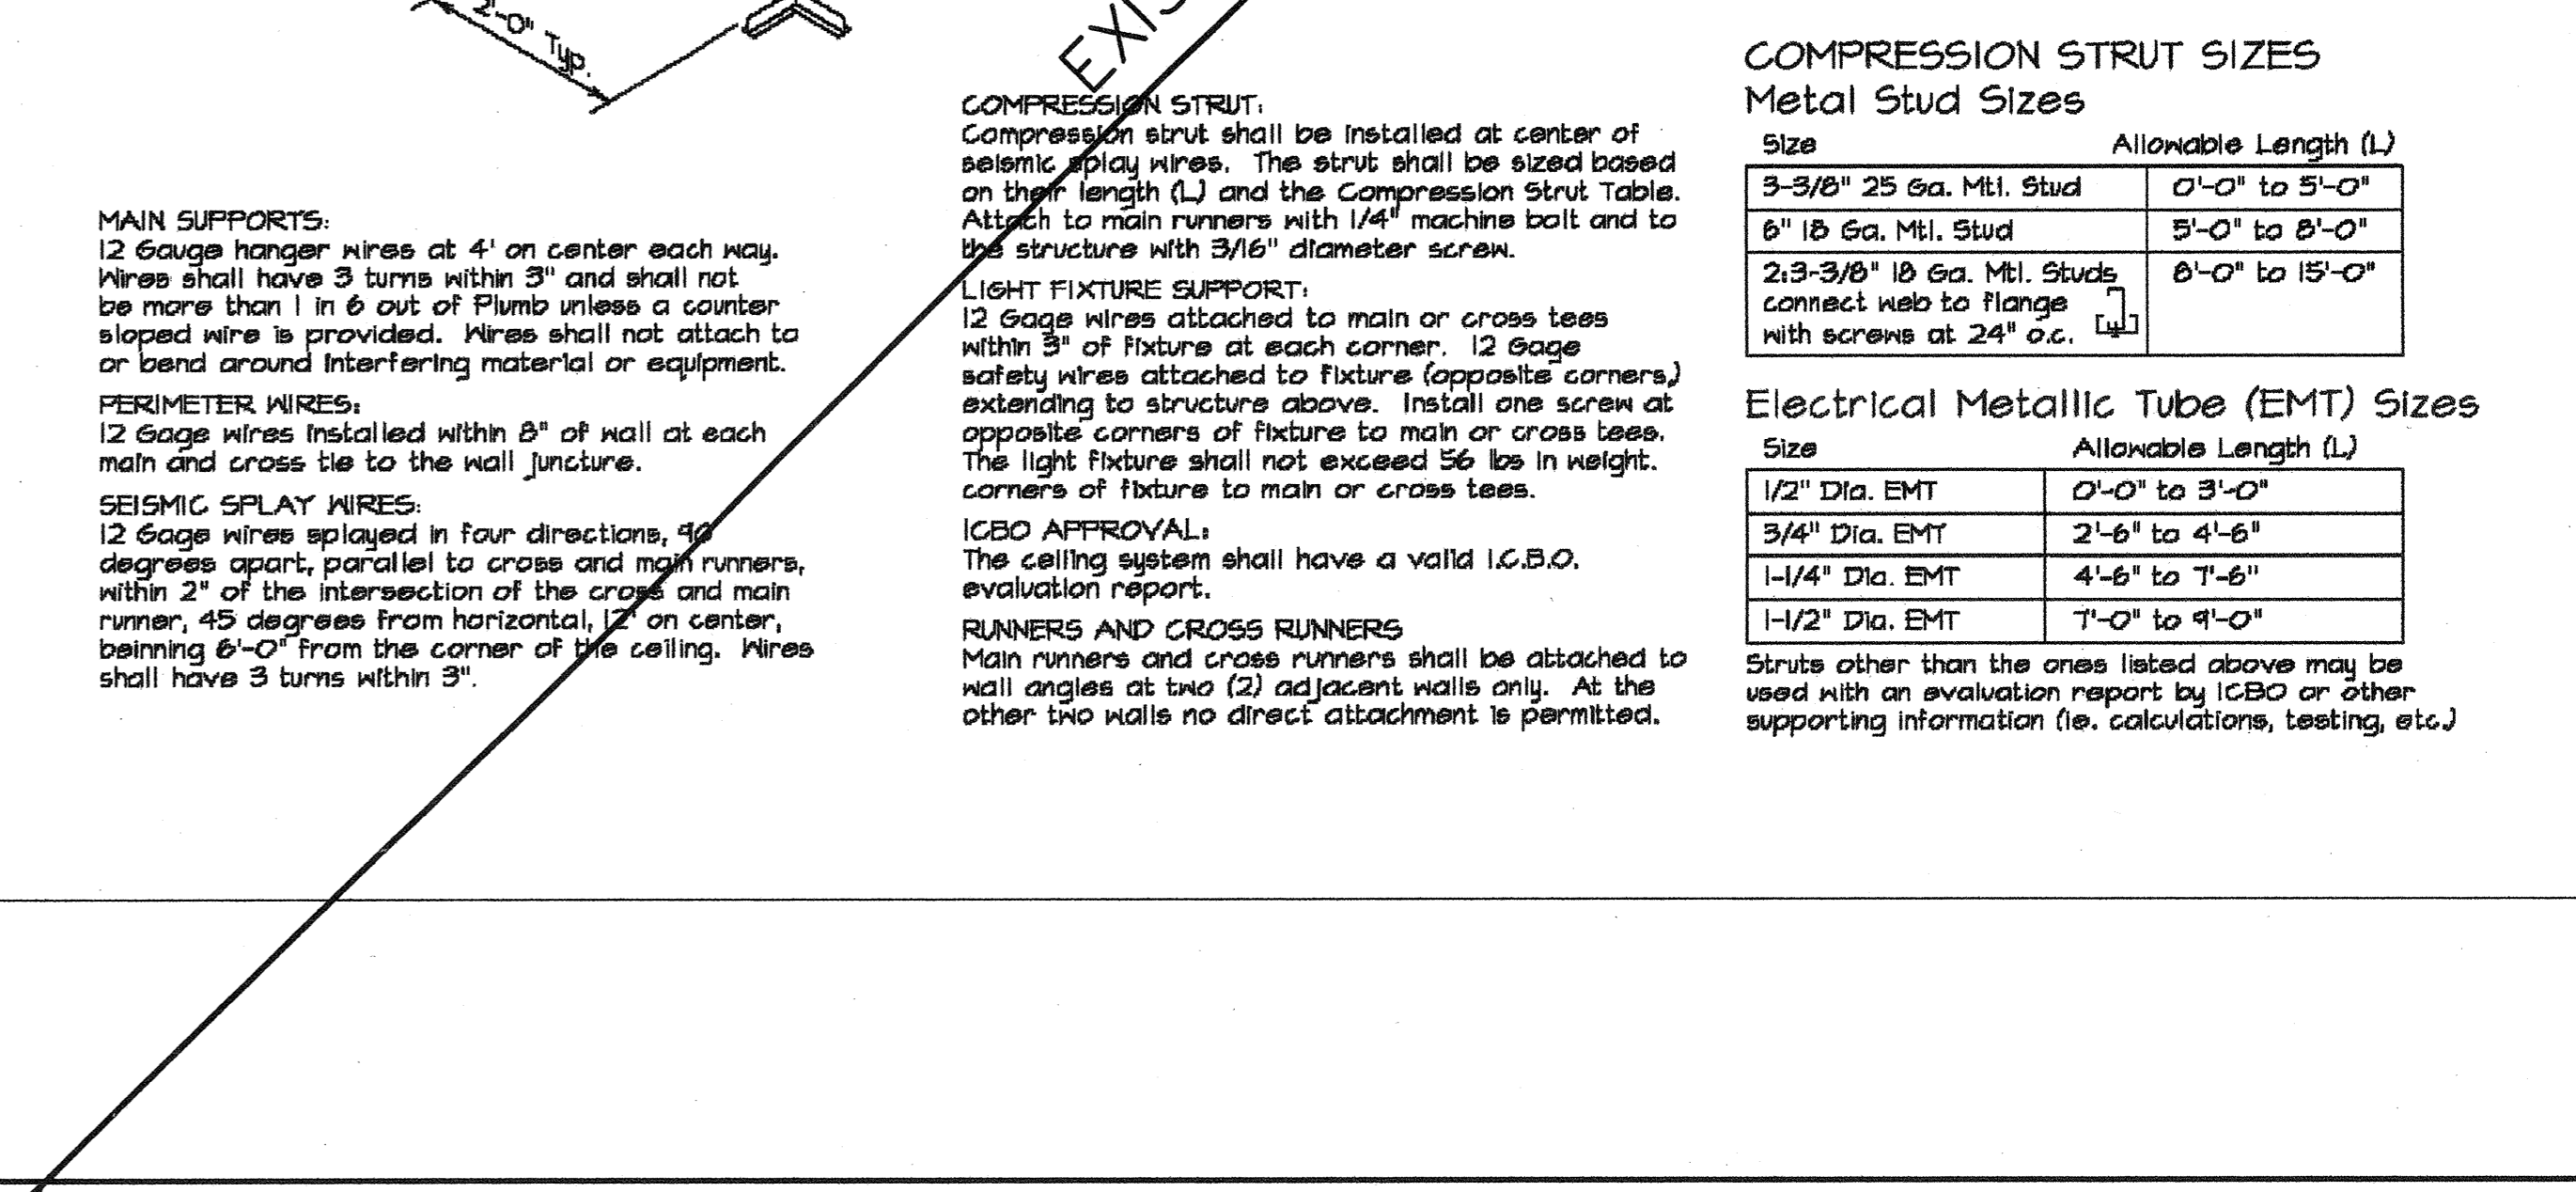 2'-0" Typ.
EXIS
MAIN SUPPORTS:
12 Gauge hanger wires at 4' on center each way.
Wires shall have 3 turns within 3" and shall not
be more than 1 in 6 out of Plumb unless a counter
sloped wire is provided.  Wires shall not attach to
or bend around interfering material or equipment.
PERIMETER WIRES:
12 Gage wires installed within 8" of wall at each
main and cross tie to the wall juncture.
SEISMIC SPLAY WIRES:
12 Gage wires splayed in four directions, 90
degrees apart, parallel to cross and main runners,
within 2" of the intersection of the cross and main
runner, 45 degrees from horizontal, 12' on center,
beinning 6'-0" from the corner of the ceiling.  Wires
shall have 3 turns within 3".
COMPRESSION STRUT:
Compression strut shall be installed at center of
seismic splay wires.  The strut shall be sized based
on their length (L) and the Compression Strut Table.
Attach to main runners with 1/4" machine bolt and to
the structure with 3/16" diameter screw.
LIGHT FIXTURE SUPPORT:
12 Gage wires attached to main or cross tees
within 3" of fixture at each corner.  12 Gage
safety wires attached to fixture (opposite corners,)
extending to structure above.  Install one screw at
opposite corners of fixture to main or cross tees.
The light fixture shall not exceed 56 lbs in weight.
corners of fixture to main or cross tees.
ICBO APPROVAL:
The ceiling system shall have a valid I.C.B.O.
evaluation report.
RUNNERS AND CROSS RUNNERS
Main runners and cross runners shall be attached to
wall angles at two (2) adjacent walls only.  At the
other two walls no direct attachment is permitted.
COMPRESSION STRUT SIZES
Metal Stud Sizes
Size Allowable Length (L)
3-3/8" 25 Ga. Mtl. Stud 0'-0" to 5'-0"
6" 18 Ga. Mtl. Stud 5'-0" to 8'-0"
2:3-3/8" 18 Ga. Mtl. Studs 8'-0" to 15'-0"
connect web to flange
with screws at 24" o.c.
Electrical Metallic Tube (EMT) Sizes
Size Allowable Length (L)
1/2" Dia. EMT 0'-0" to 3'-0"
3/4" Dia. EMT 2'-6" to 4'-6"
1-1/4" Dia. EMT 4'-6" to 7'-6"
1-1/2" Dia. EMT 7'-0" to 9'-0"
Struts other than the ones listed above may be
used with an evaluation report by ICBO or other
supporting information (ie. calculations, testing, etc.)